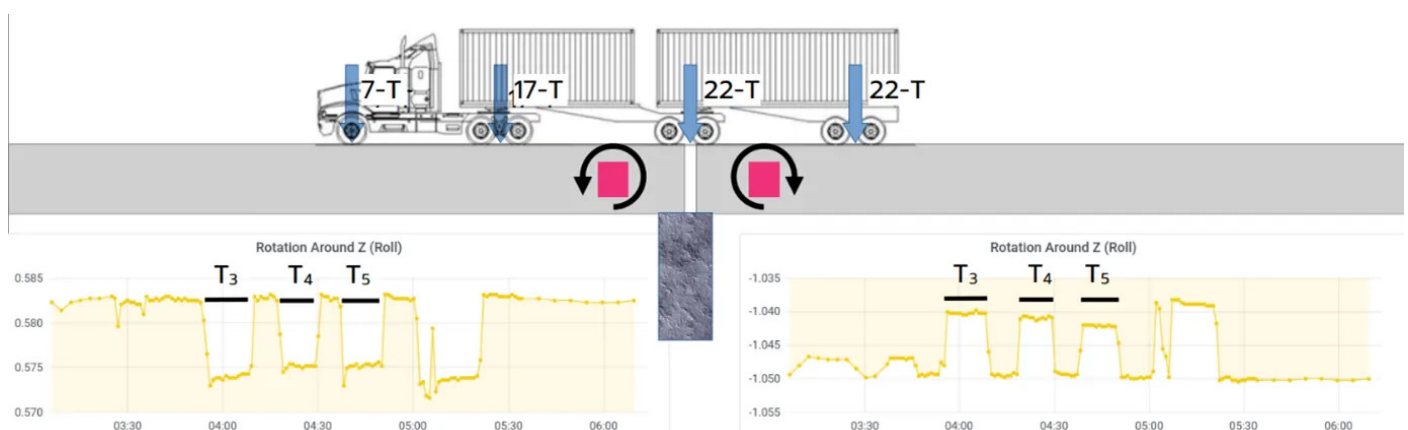 7-T 17-T 22-T 22-T
Rotation Around Z (Roll)
T3 T4 T5
0.585
0.580
0.575
0.570
03:30 04:00 04:30 05:00 05:30 06:00
Rotation Around Z (Roll)
T3 T4 T5
-1.035
-1.040
-1.045
-1.050
-1.055
03:30 04:00 04:30 05:00 05:30 06:00